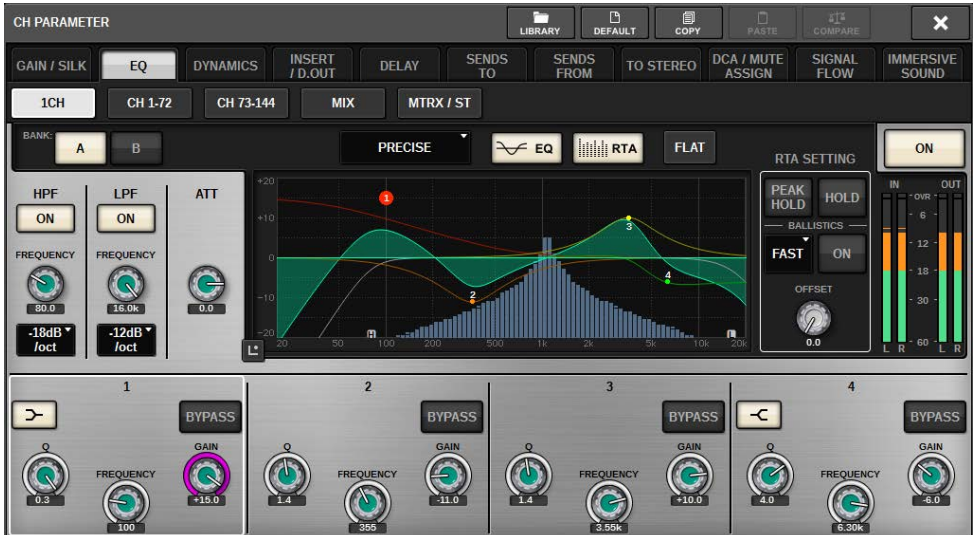 CH PARAMETER
LIBRARY DEFAULT COPY PASTE COMPARE
GAIN / SILK EQ DYNAMICS INSERT / D.OUT DELAY SENDS TO SENDS FROM TO STEREO DCA / MUTE ASSIGN SIGNAL FLOW IMMERSIVE SOUND
1CH CH 1-72 CH 73-144 MIX MTRX / ST
BANK: A B PRECISE EQ RTA FLAT RTA SETTING ON
HPF LPF ATT
ON ON
FREQUENCY FREQUENCY
80.0 16.0k 0.0
-18dB /oct -12dB /oct
+20
+10
0
-10
-20
1
2
3
4
H L
20 50 100 200 500 1k 2k 5k 10k 20k
PEAK HOLD HOLD
BALLISTICS
FAST ON
OFFSET
0.0
IN OUT
OVR
6
12
18
30
60
L R L R
1 2 3 4
BYPASS BYPASS BYPASS BYPASS
Q FREQUENCY GAIN Q FREQUENCY GAIN Q FREQUENCY GAIN Q FREQUENCY GAIN
0.3 +15.0 1.4 -11.0 1.4 +10.0 4.0 -6.0
100 355 3.55k 6.30k